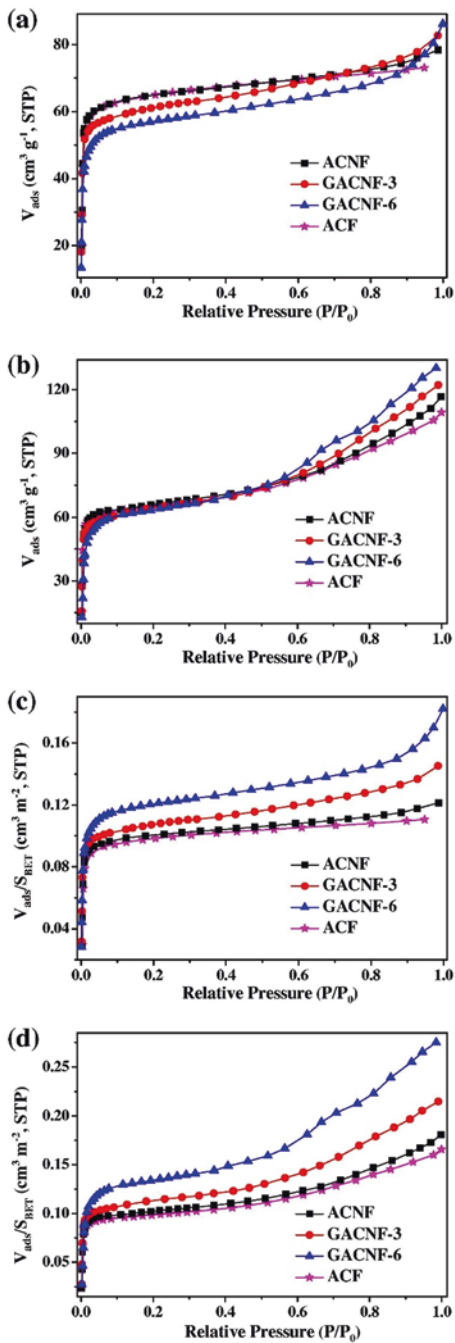 (a)
V_ads (cm³ g⁻¹, STP)
80
60
40
20
ACNF
GACNF-3
GACNF-6
ACF
0.0 0.2 0.4 0.6 0.8 1.0
Relative Pressure (P/P₀)
(b)
V_ads (cm³ g⁻¹, STP)
120
90
60
30
ACNF
GACNF-3
GACNF-6
ACF
0.0 0.2 0.4 0.6 0.8 1.0
Relative Pressure (P/P₀)
(c)
V_ads/S_BET (cm³ m⁻², STP)
0.16
0.12
0.08
0.04
ACNF
GACNF-3
GACNF-6
ACF
0.0 0.2 0.4 0.6 0.8 1.0
Relative Pressure (P/P₀)
(d)
V_ads/S_BET (cm³ m⁻², STP)
0.25
0.20
0.15
0.10
0.05
ACNF
GACNF-3
GACNF-6
ACF
0.0 0.2 0.4 0.6 0.8 1.0
Relative Pressure (P/P₀)